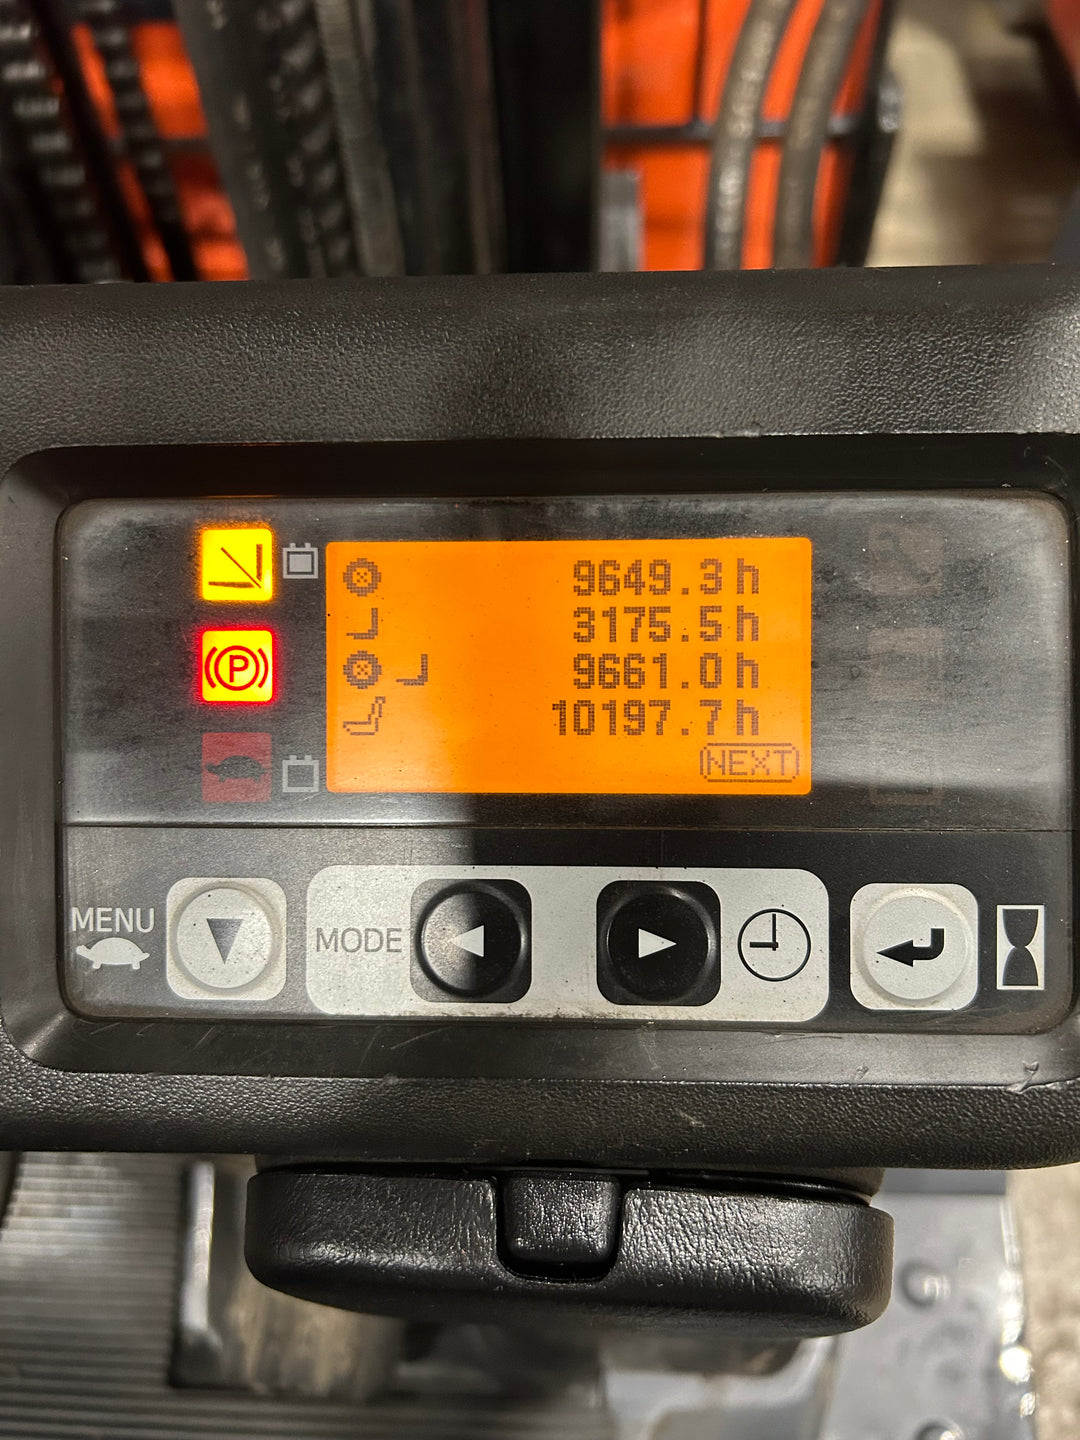 9649.3h
3175.5h
9661.0h
10197.7h
NEXT
P
MENU
MODE